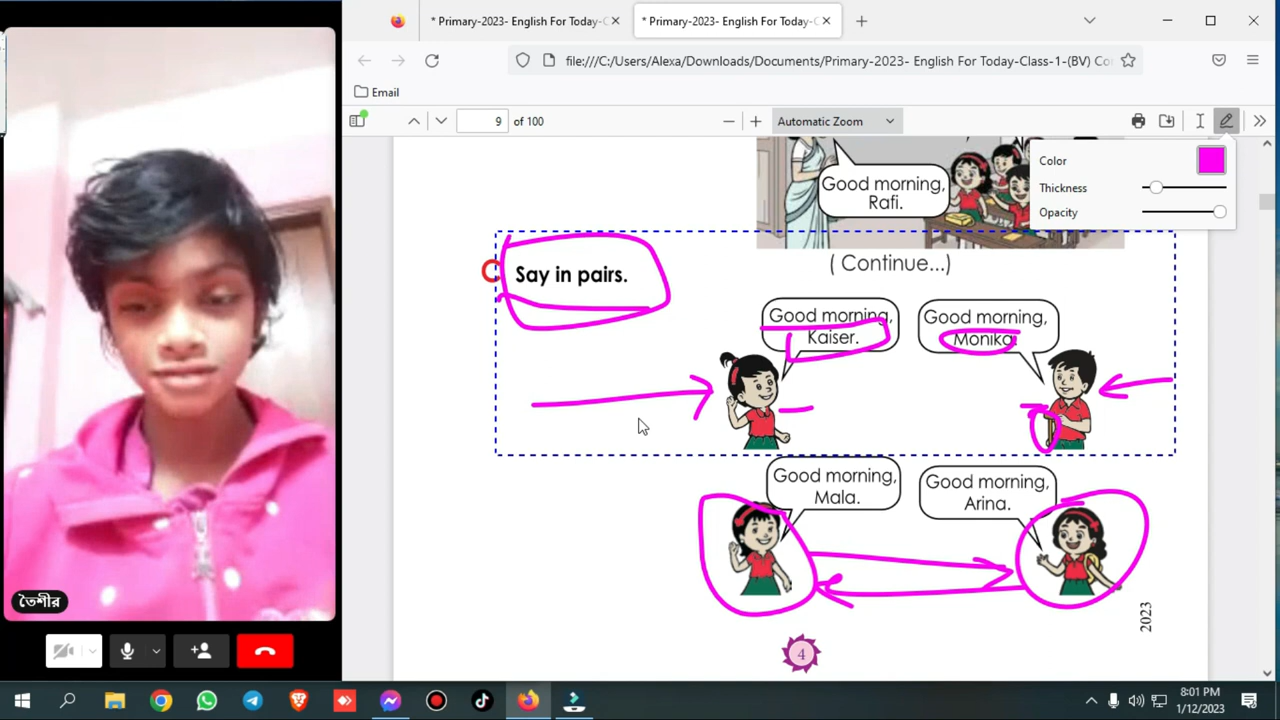 * Primary-2023- English For Today-C
* Primary-2023- English For Today-C
file:///C:/Users/Alexa/Downloads/Documents/Primary-2023- English For Today-Class-1-(BV) Co
Email
9 of 100
Automatic Zoom
Color
Thickness
Opacity
Good morning,
Rafi.
( Continue...)
C Say in pairs.
Good morning,
Kaiser.
Good morning,
Monika.
Good morning,
Mala.
Good morning,
Arina.
2023
4
তৈশীর
8:01 PM
1/12/2023